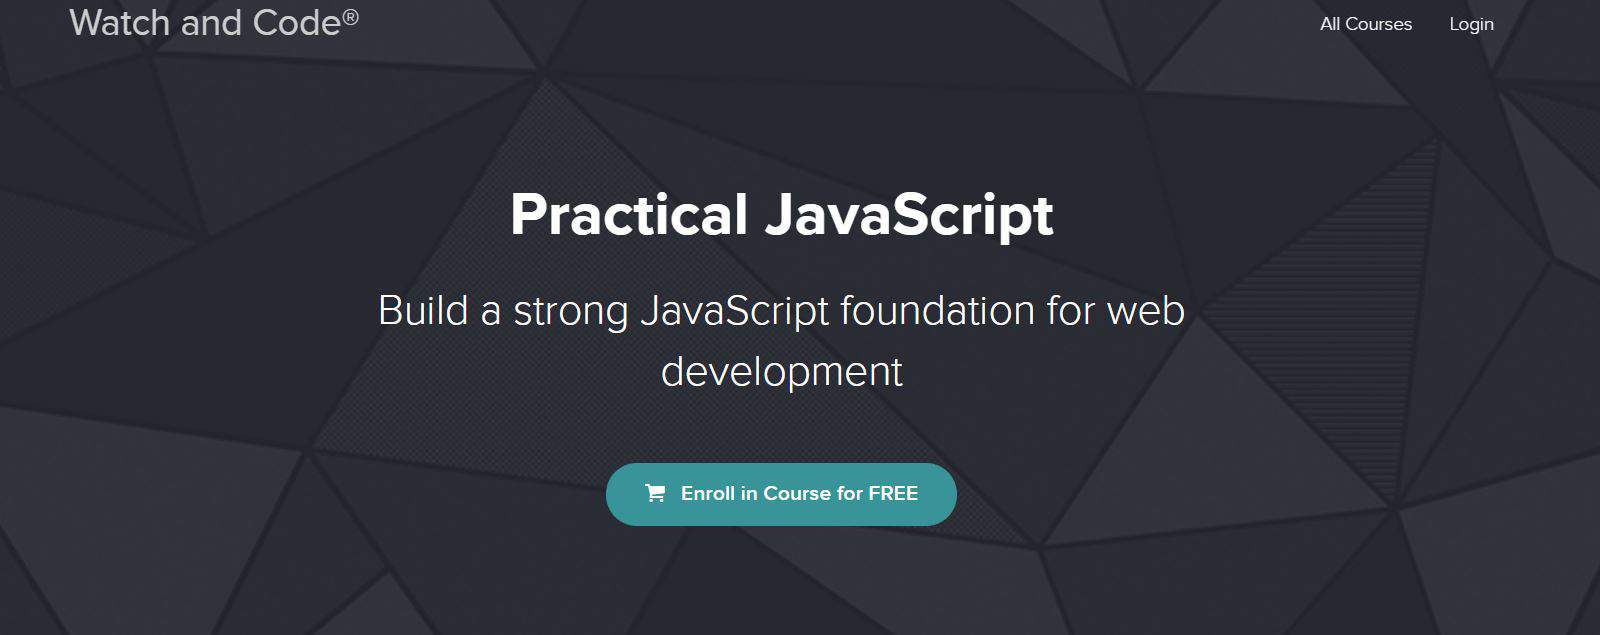 Watch and Code®
All Courses
Login
Practical JavaScript
Build a strong JavaScript foundation for web
development
Enroll in Course for FREE